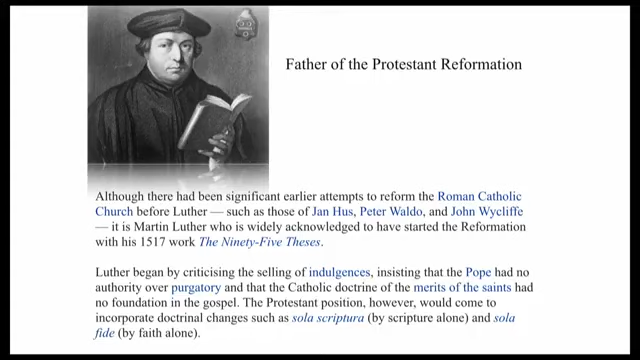 Father of the Protestant Reformation
Although there had been significant earlier attempts to reform the Roman Catholic
Church before Luther — such as those of Jan Hus, Peter Waldo, and John Wycliffe
— it is Martin Luther who is widely acknowledged to have started the Reformation
with his 1517 work The Ninety-Five Theses.
Luther began by criticising the selling of indulgences, insisting that the Pope had no
authority over purgatory and that the Catholic doctrine of the merits of the saints had
no foundation in the gospel. The Protestant position, however, would come to
incorporate doctrinal changes such as sola scriptura (by scripture alone) and sola
fide (by faith alone).